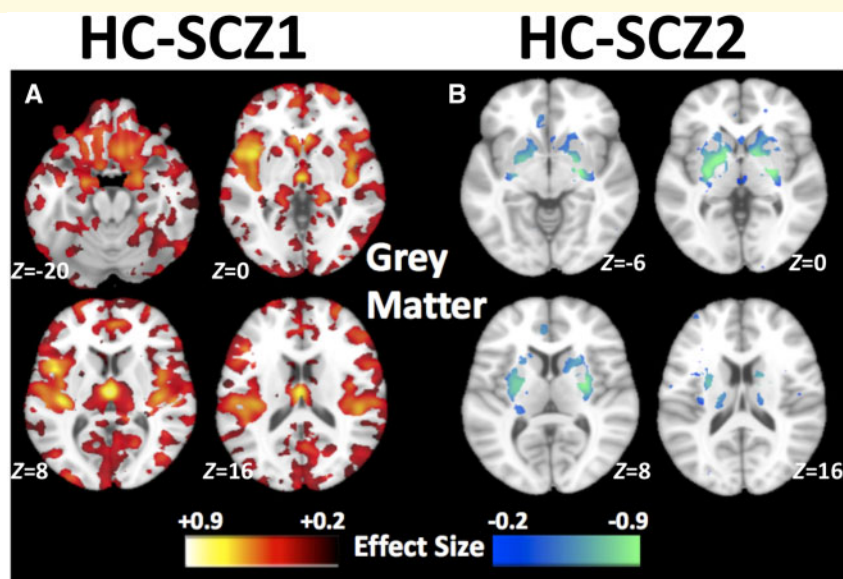 HC-SCZ1
HC-SCZ2
A
B
Z=-20
Z=0
Grey
Matter
Z=-6
Z=0
Z=8
Z=16
Z=8
Z=16
+0.9
+0.2
Effect Size
-0.2
-0.9